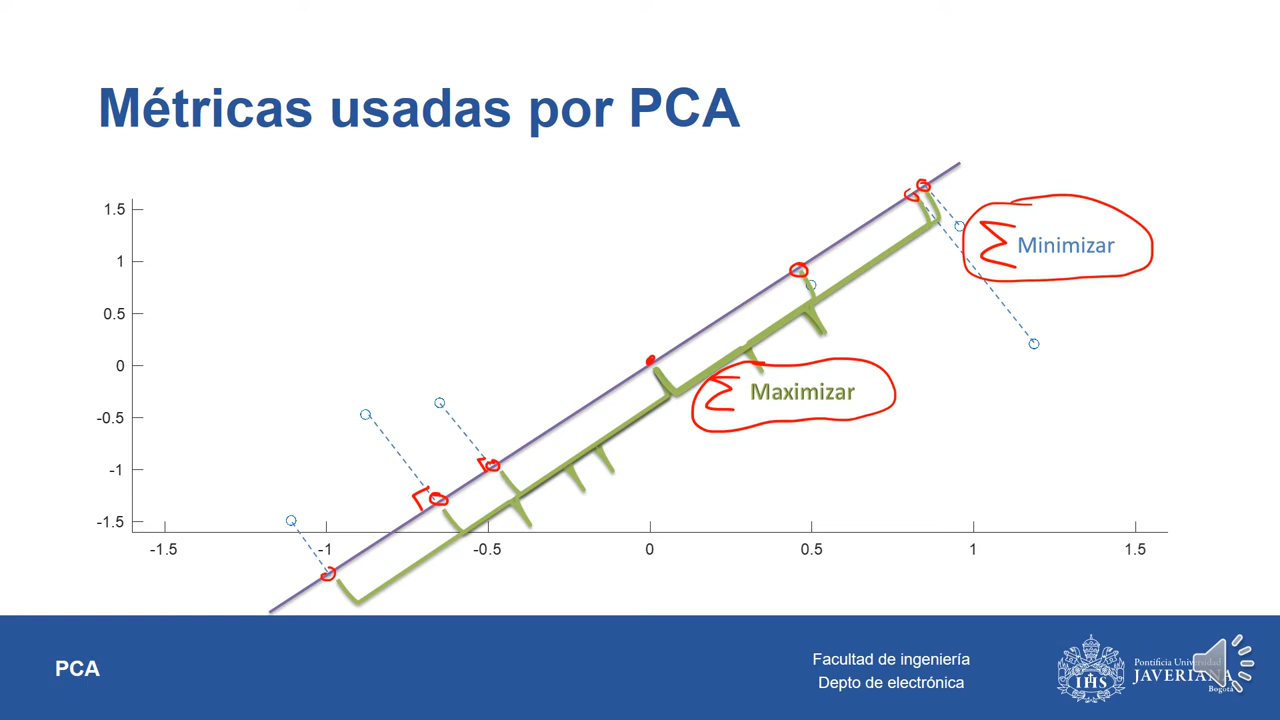 Métricas usadas por PCA
1.5
1
0.5
0
-0.5
-1
-1.5
-1.5
-1
-0.5
0
0.5
1
1.5
Σ Minimizar
Σ Maximizar
PCA
Facultad de ingeniería
Depto de electrónica
IHS
Pontificia Universidad
JAVERIANA
Bogotá